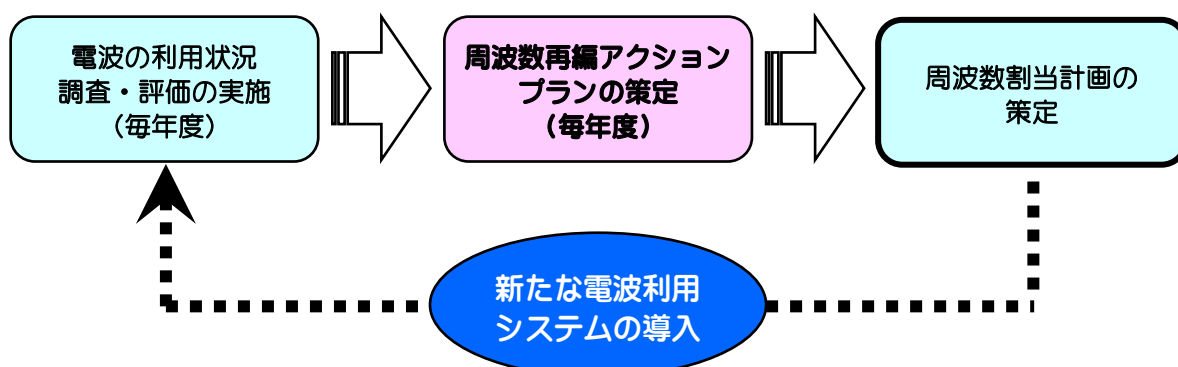 電波の利用状況
調査・評価の実施
（毎年度）
周波数再編アクション
プランの策定
（毎年度）
周波数割当計画の
策定
新たな電波利用
システムの導入